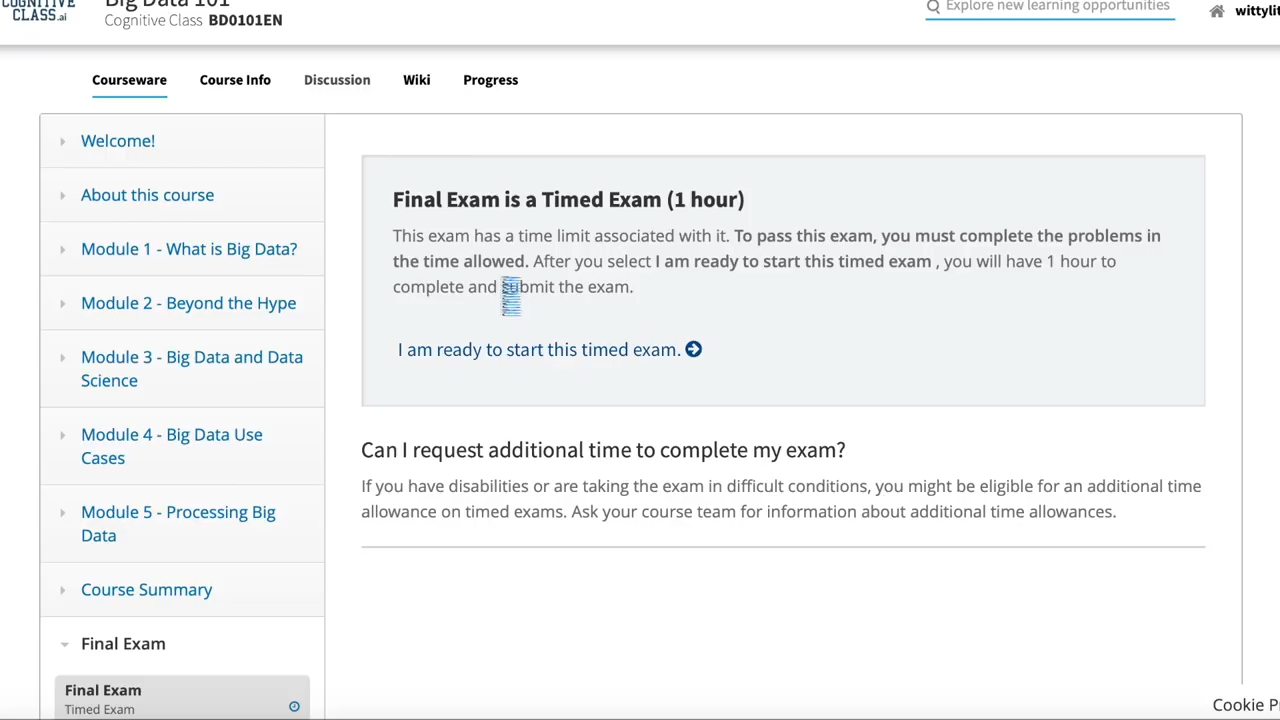 COGNITIVE
CLASS.ai
Big Data 101
Cognitive Class BD0101EN
Explore new learning opportunities
Courseware
Course Info
Discussion
Wiki
Progress
Welcome!
About this course
Module 1 - What is Big Data?
Module 2 - Beyond the Hype
Module 3 - Big Data and Data
Science
Module 4 - Big Data Use
Cases
Module 5 - Processing Big
Data
Course Summary
Final Exam
Final Exam
Timed Exam
Final Exam is a Timed Exam (1 hour)
This exam has a time limit associated with it. To pass this exam, you must complete the problems in
the time allowed. After you select I am ready to start this timed exam , you will have 1 hour to
complete and submit the exam.
I am ready to start this timed exam.
Can I request additional time to complete my exam?
If you have disabilities or are taking the exam in difficult conditions, you might be eligible for an additional time
allowance on timed exams. Ask your course team for information about additional time allowances.
Cookie